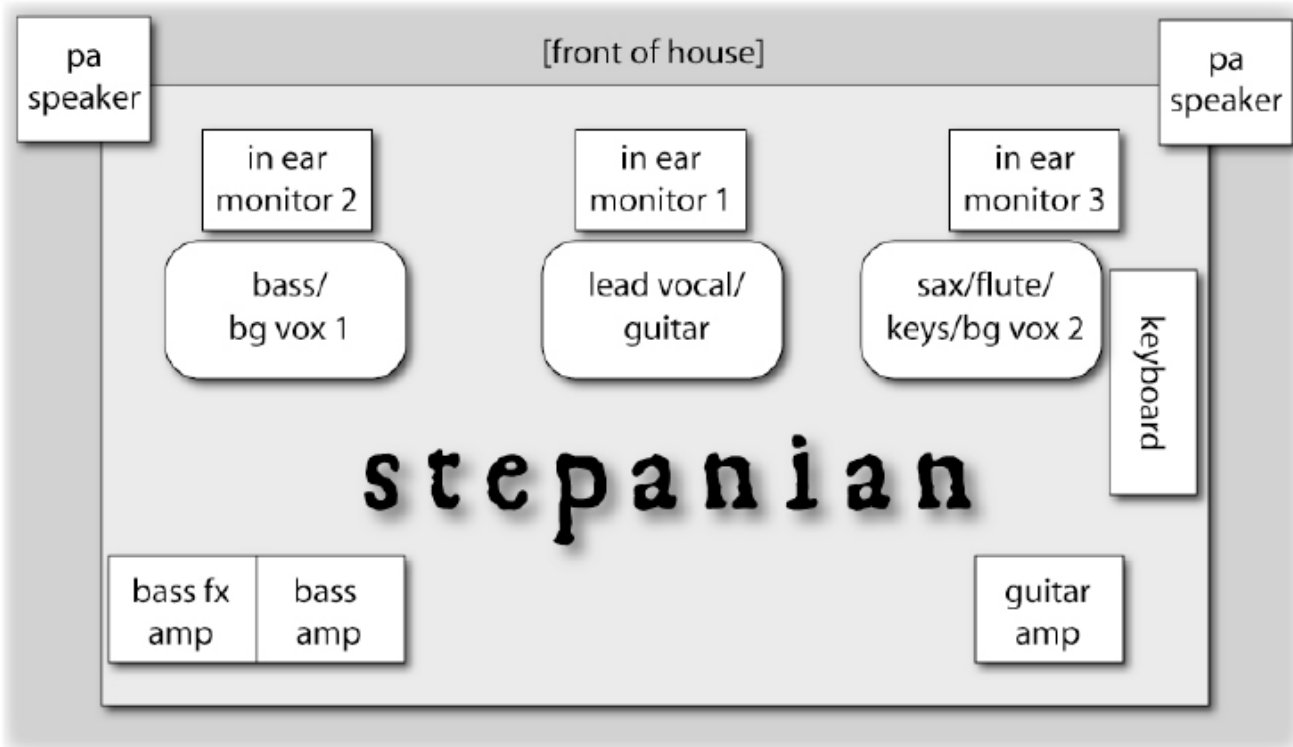 pa
speaker
[front of house]
pa
speaker
in ear
monitor 2
in ear
monitor 1
in ear
monitor 3
bass/
bg vox 1
lead vocal/
guitar
sax/flute/
keys/bg vox 2
keyboard
stepanian
bass fx
amp
bass
amp
guitar
amp